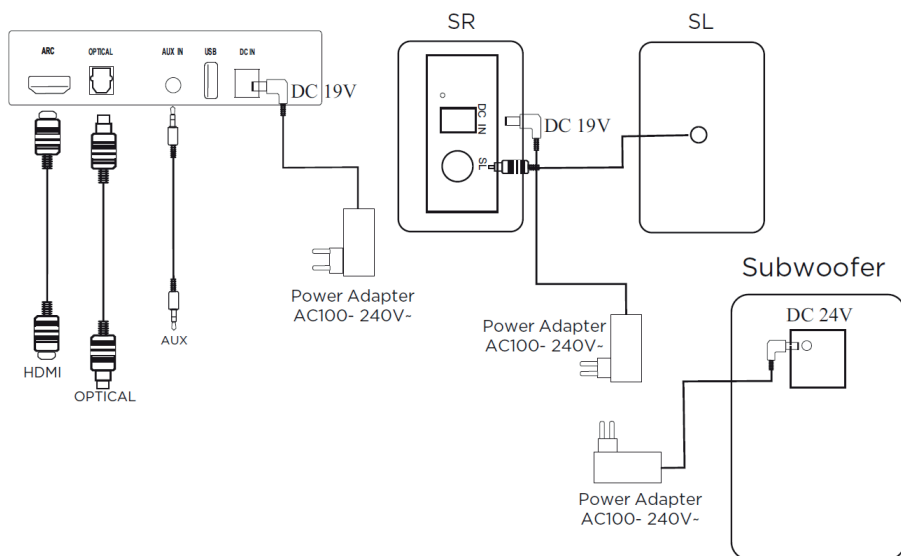 ARC
OPTICAL
AUX IN
USB
DC IN
DC 19V
HDMI
OPTICAL
AUX
Power Adapter
AC100- 240V~
SR
DC IN
SL
DC 19V
SL
Power Adapter
AC100- 240V~
Subwoofer
DC 24V
Power Adapter
AC100- 240V~